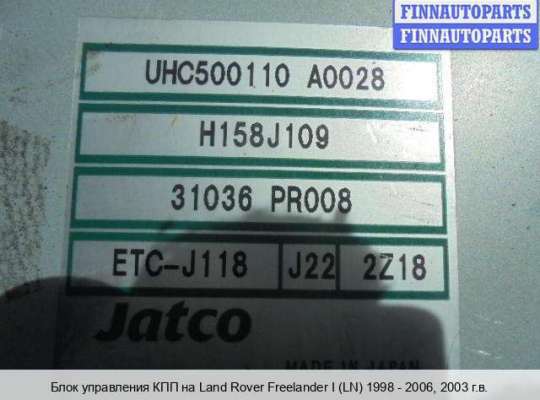 FINNAUTOPARTS
FINNAUTOPARTS
UHC500110 A0028
H158J109
31036 PR008
ETC-J118 J22 2Z18
Jatco
MADE IN JAPAN
Блок управления КПП на Land Rover Freelander I (LN) 1998 - 2006, 2003 г.в.